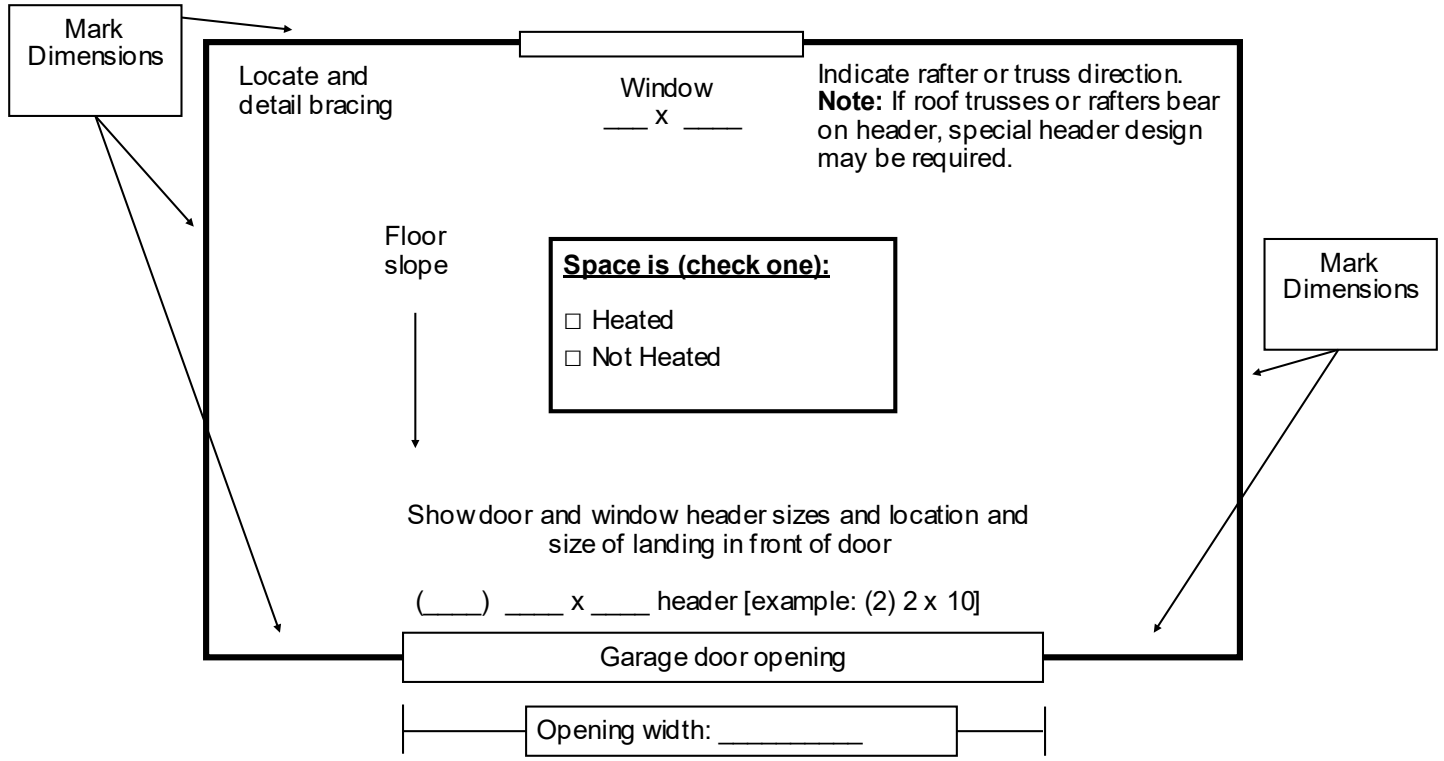 Mark
Dimensions
Locate and
detail bracing
Window
___ x ____
Indicate rafter or truss direction.
Note: If roof trusses or rafters bear
on header, special header design
may be required.
Floor
slope
Space is (check one):
□ Heated
□ Not Heated
Mark
Dimensions
Show door and window header sizes and location and
size of landing in front of door
(____) ____ x ____ header [example: (2) 2 x 10]
Garage door opening
Opening width: __________